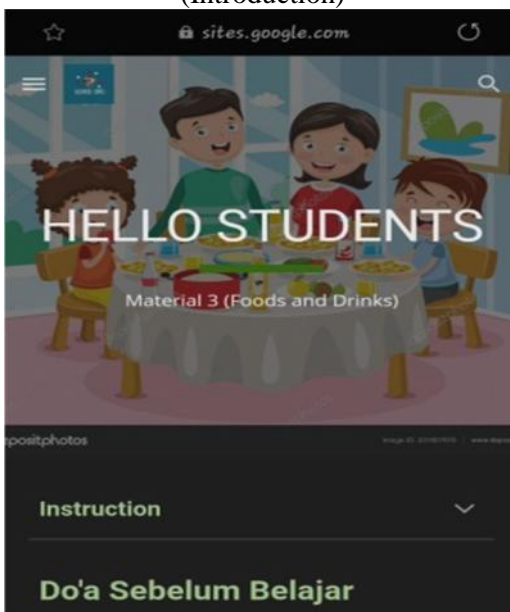 (Introduction)
sites.google.com
HELLO STUDENTS
Material 3 (Foods and Drinks)
positphotos
Instruction
Do'a Sebelum Belajar